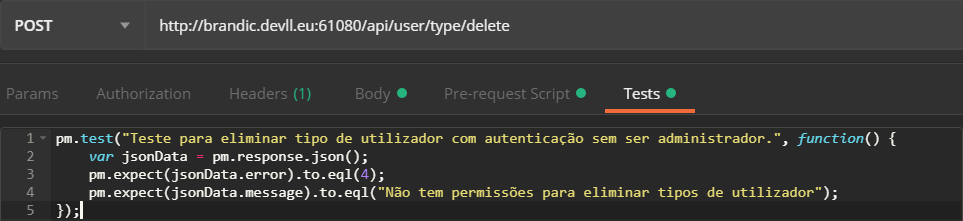 POST http://brandic.devll.eu:61080/api/user/type/delete
Params Authorization Headers (1) Body Pre-request Script Tests
1 pm.test("Teste para eliminar tipo de utilizador com autenticação sem ser administrador.", function() {
2 var jsonData = pm.response.json();
3 pm.expect(jsonData.error).to.eql(4);
4 pm.expect(jsonData.message).to.eql("Não tem permissões para eliminar tipos de utilizador");
5 });